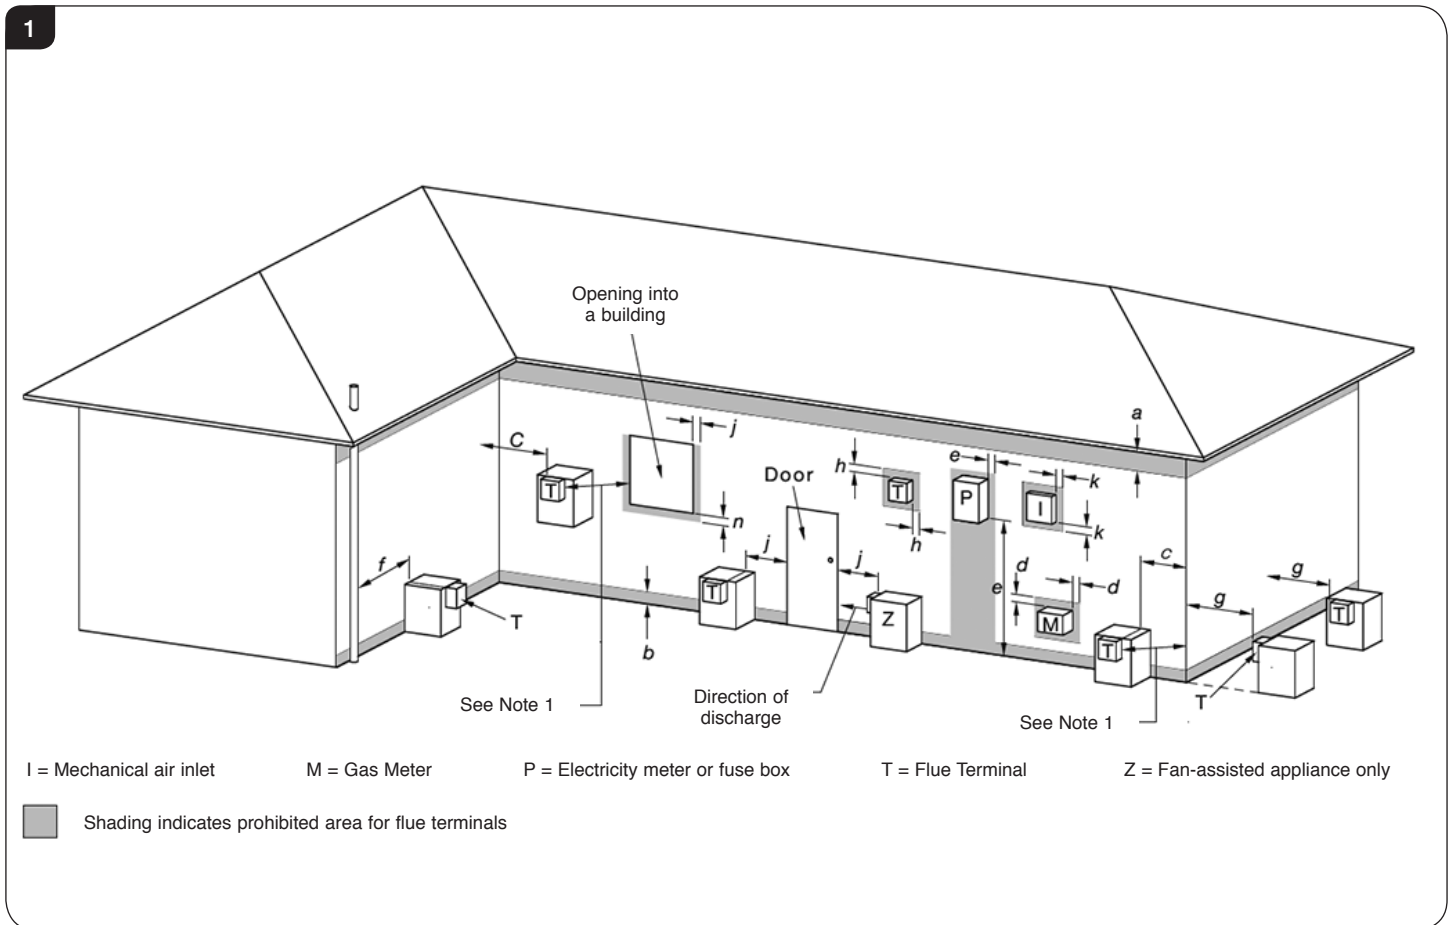 1
Opening into
a building
a
C
j
e
k
h
T
Door
T
P
I
n
h
k
j
j
c
f
d
d
g
e
g
T
Z
M
T
T
T
b
T
See Note 1
Direction of
discharge
See Note 1
I = Mechanical air inlet
M = Gas Meter
P = Electricity meter or fuse box
T = Flue Terminal
Z = Fan-assisted appliance only
Shading indicates prohibited area for flue terminals